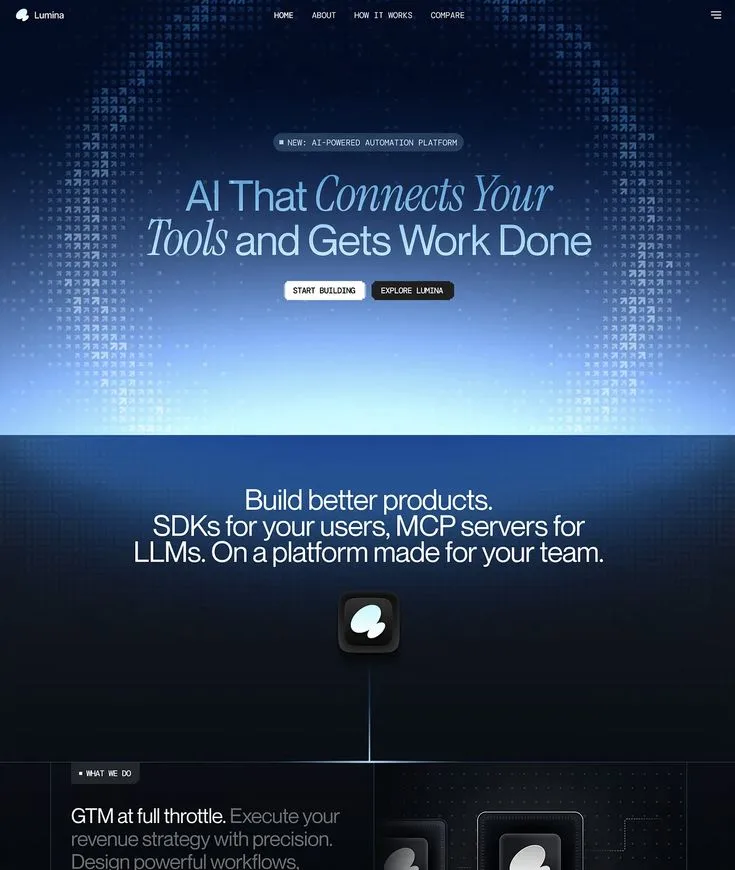 Lumina
HOME ABOUT HOW IT WORKS COMPARE
NEW: AI-POWERED AUTOMATION PLATFORM
AI That Connects Your
Tools and Gets Work Done
START BUILDING EXPLORE LUMINA
Build better products.
SDKs for your users, MCP servers for
LLMs. On a platform made for your team.
WHAT WE DO
GTM at full throttle. Execute your
revenue strategy with precision.
Design powerful workflows,